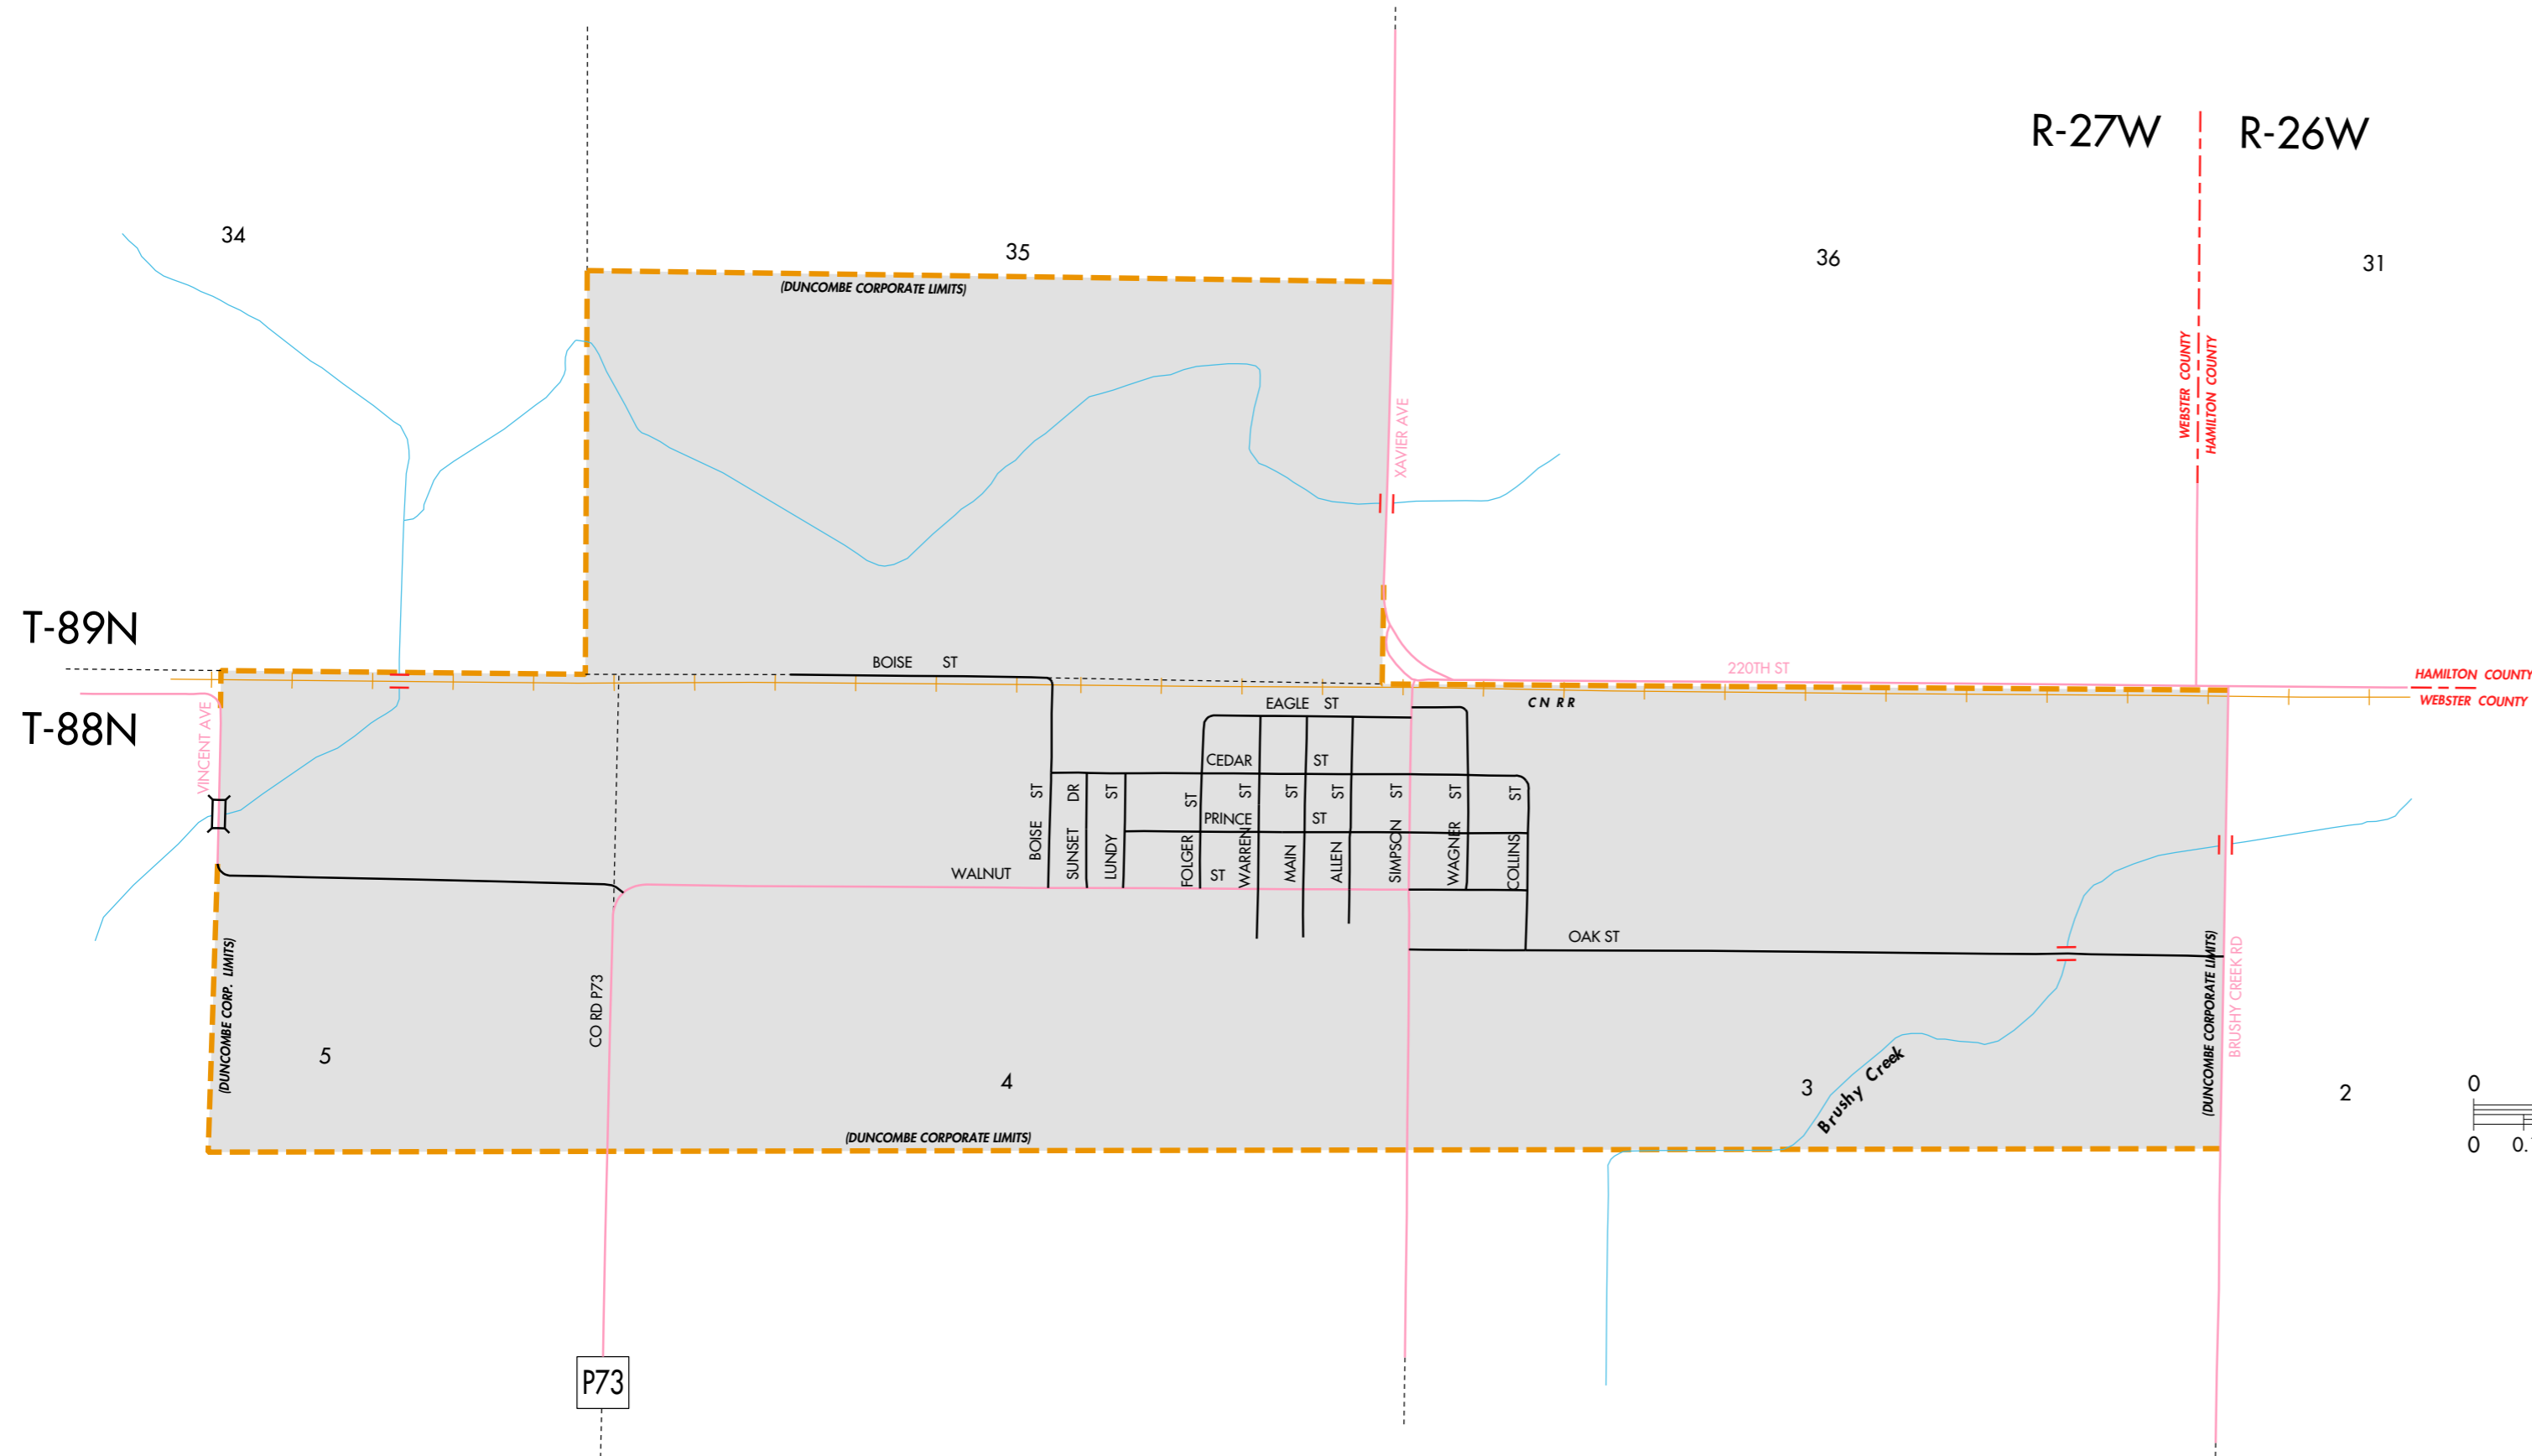 R-27W
R-26W
34
35
36
31
(DUNCOMBE CORPORATE LIMITS)
WEBSTER COUNTY
HAMILTON COUNTY
XAVIER AVE
T-89N
T-88N
BOISE ST
220TH ST
HAMILTON COUNTY
WEBSTER COUNTY
C N R R
VINCENT AVE
EAGLE ST
CEDAR ST
PRINCE ST
BOISE ST
SUNSET DR
LUNDY ST
FOLGER ST
WARREN ST
MAIN ST
ALLEN ST
SIMPSON ST
WAGNER ST
COLLINS ST
WALNUT ST
OAK ST
(DUNCOMBE CORP. LIMITS)
CO RD P73
(DUNCOMBE CORPORATE LIMITS)
BRUSHY CREEK RD
5
4
3
2
Brushy Creek
(DUNCOMBE CORPORATE LIMITS)
0
0
P73